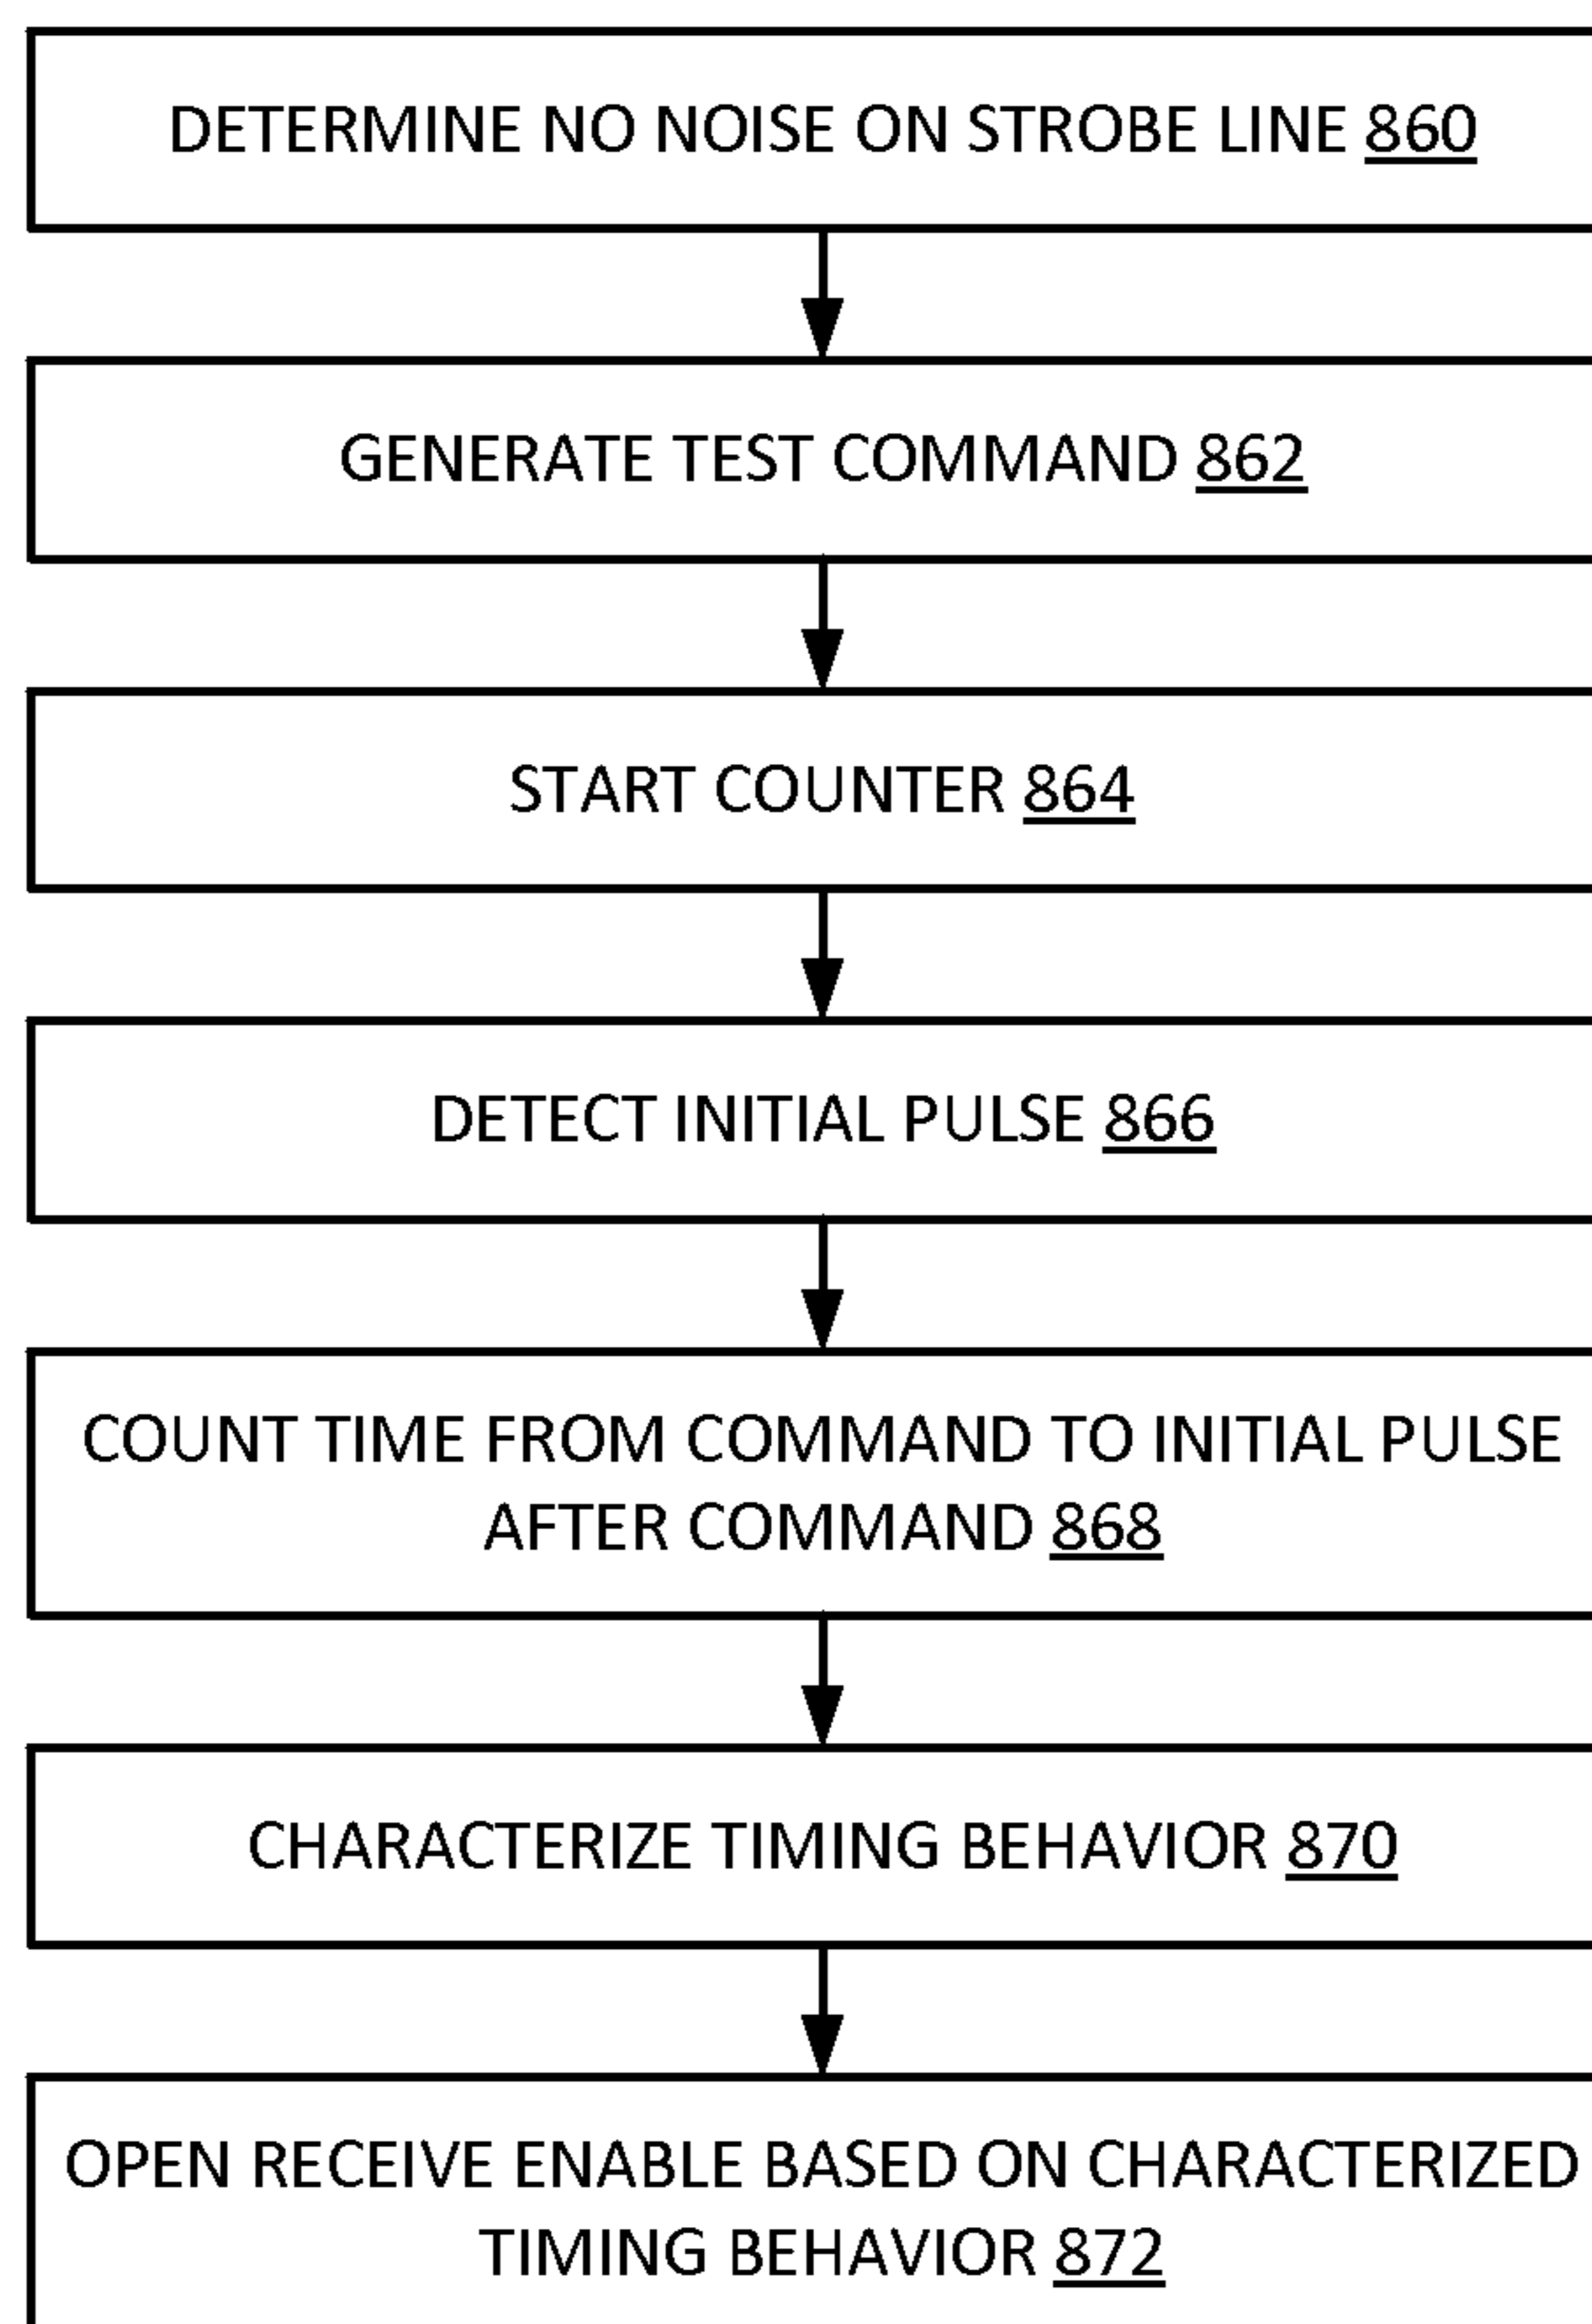 DETERMINE NO NOISE ON STROBE LINE 860
GENERATE TEST COMMAND 862
START COUNTER 864
DETECT INITIAL PULSE 866
COUNT TIME FROM COMMAND TO INITIAL PULSE
AFTER COMMAND 868
CHARACTERIZE TIMING BEHAVIOR 870
OPEN RECEIVE ENABLE BASED ON CHARACTERIZED
TIMING BEHAVIOR 872